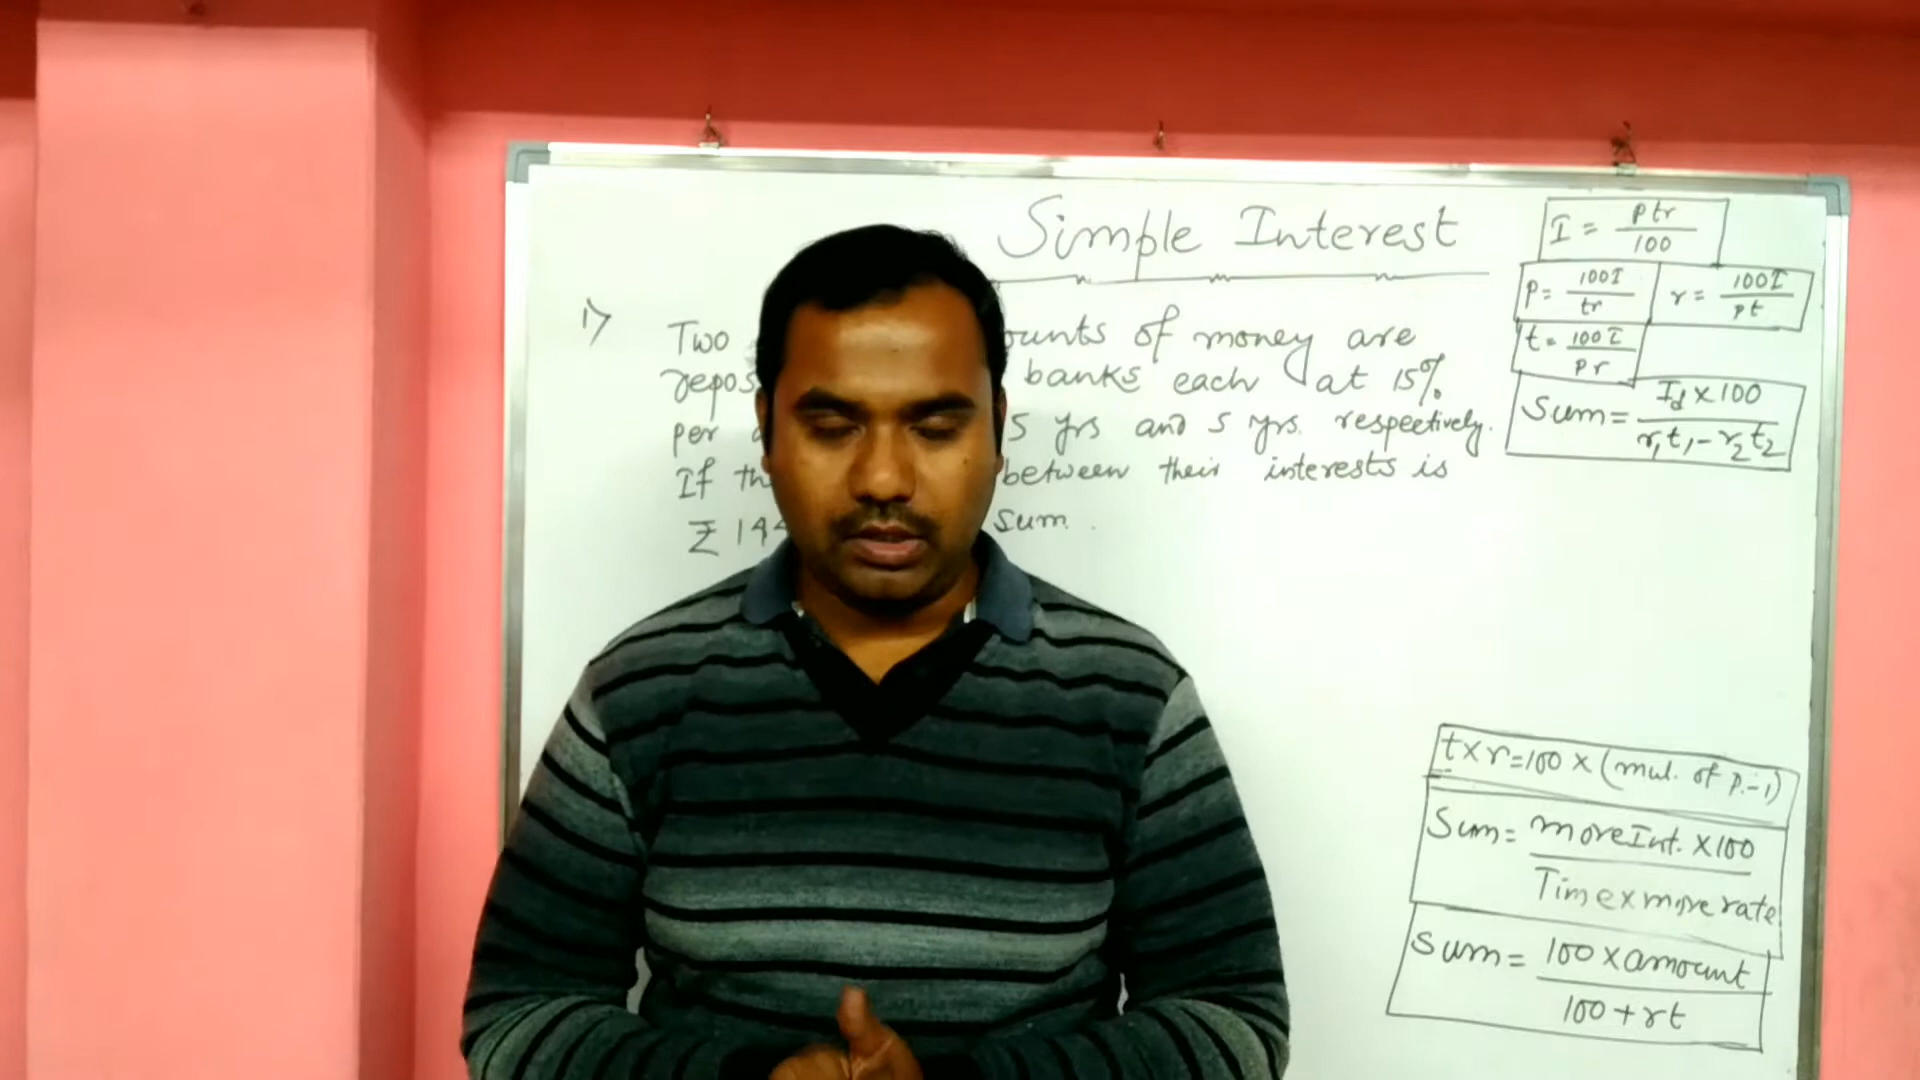 Simple Interest
1)
Two ounts of money are
repos banks each at 15%
per 5 yrs and 5 yrs. respectively.
If th between their interests is
₹ 144 sum.
I = ptr/100
P = 100I/tr
r = 100I/pt
t = 100I/pr
Sum = Id × 100/r1t1 - r2t2
t×r = 100 × (mul. of p. - 1)
Sum = more Int. × 100/Time × more rate
Sum = 100 × amount/100 + rt